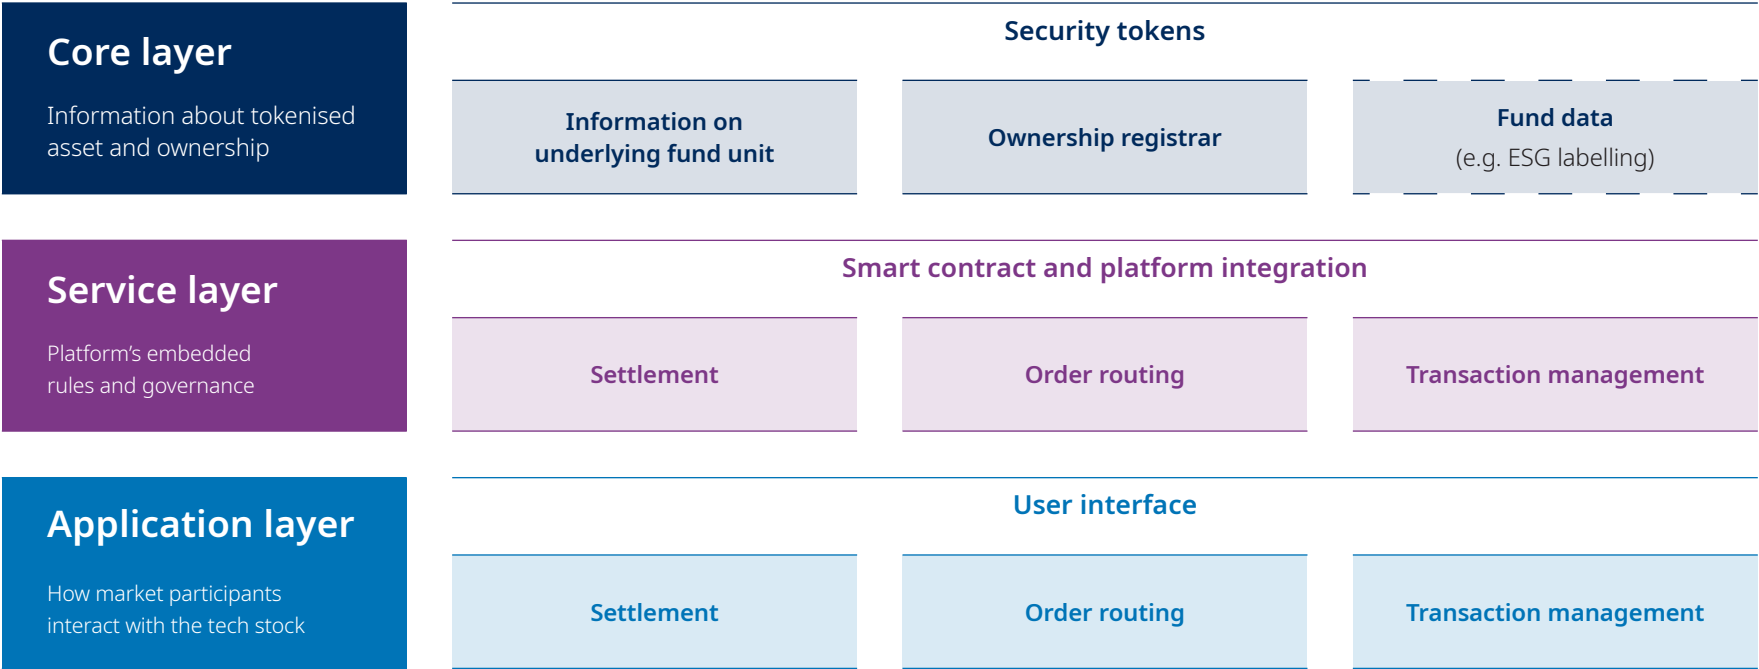 Core layer
Information about tokenised
asset and ownership
Security tokens
Information on
underlying fund unit
Ownership registrar
Fund data
(e.g. ESG labelling)
Service layer
Platform’s embedded
rules and governance
Smart contract and platform integration
Settlement
Order routing
Transaction management
Application layer
How market participants
interact with the tech stock
User interface
Settlement
Order routing
Transaction management